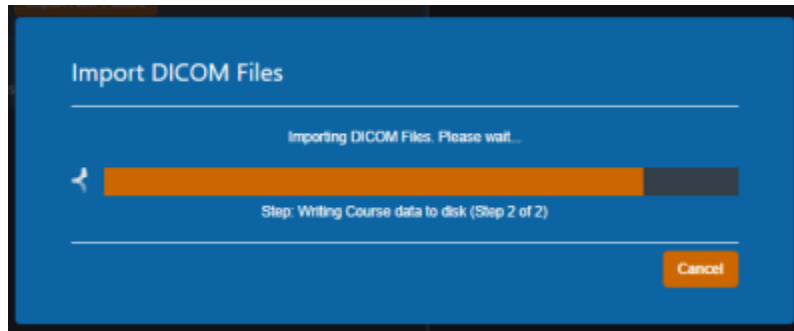 Import DICOM Files
Importing DICOM Files. Please wait...
Step: Writing Course data to disk (Step 2 of 2)
Cancel